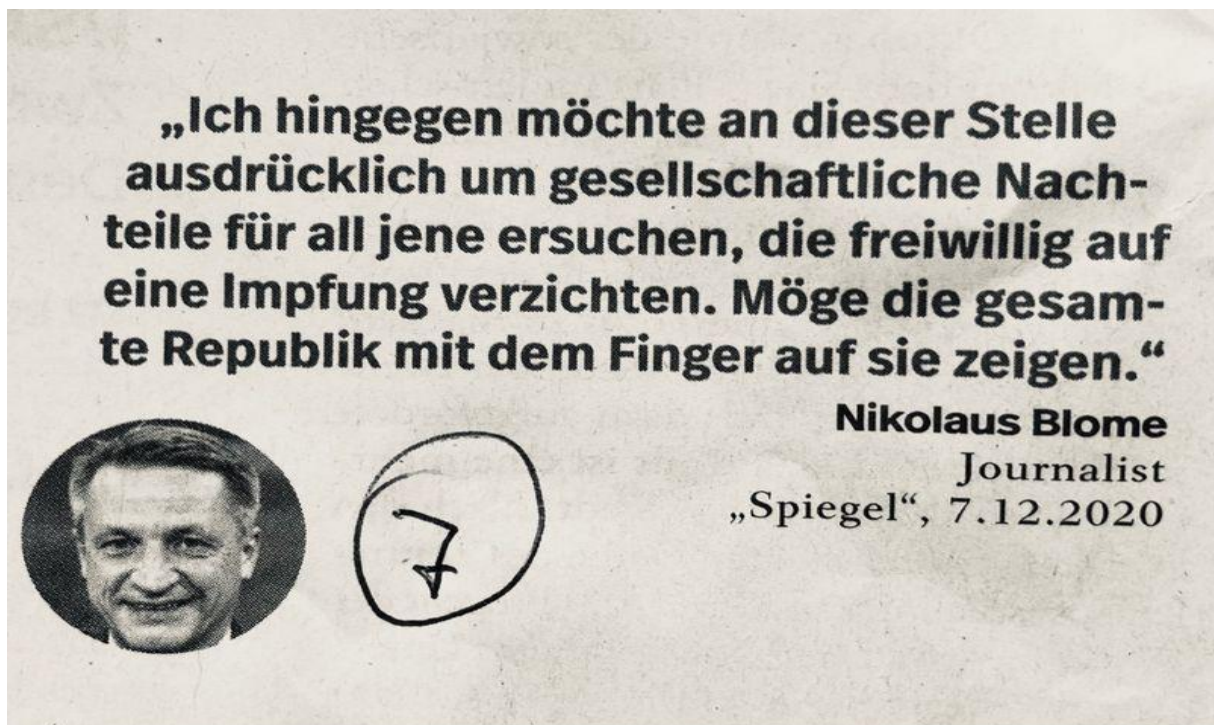 „Ich hingegen möchte an dieser Stelle
ausdrücklich um gesellschaftliche Nach-
teile für all jene ersuchen, die freiwillig auf
eine Impfung verzichten. Möge die gesam-
te Republik mit dem Finger auf sie zeigen.“
Nikolaus Blome
Journalist
„Spiegel“, 7.12.2020
7